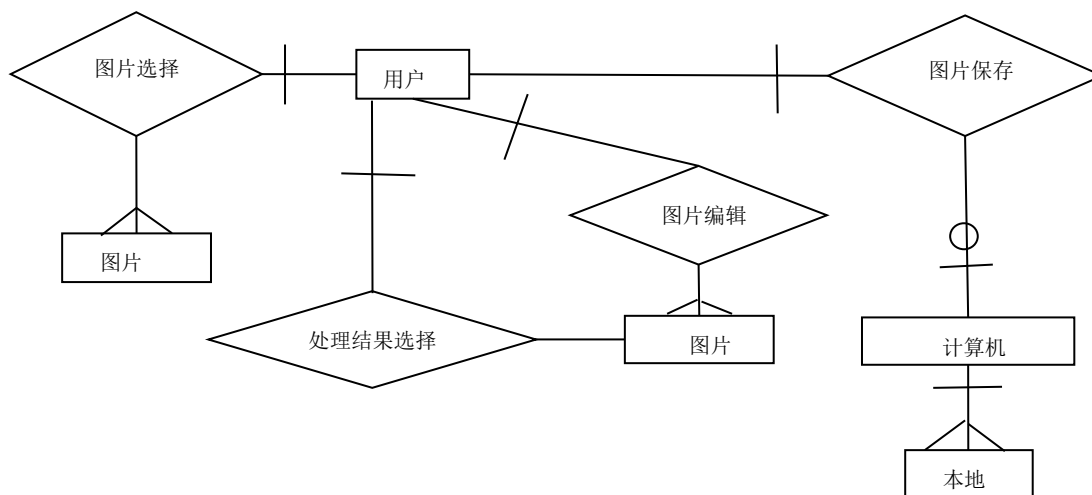 图片选择
用户
图片保存
图片编辑
图片
处理结果选择
图片
计算机
本地